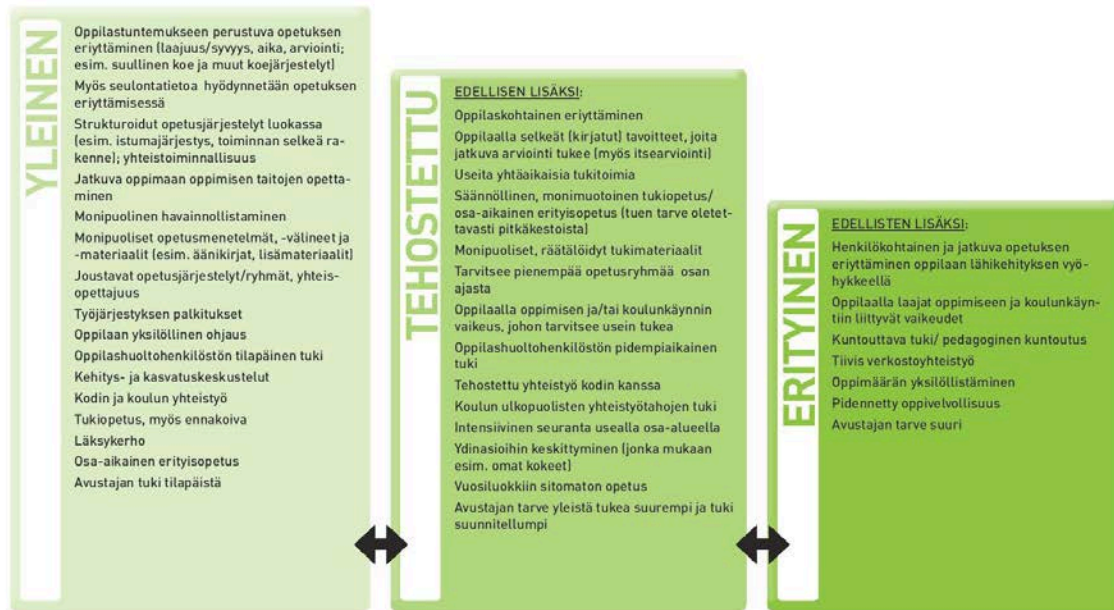 YLEINEN
Oppilastuntemukseen perustuva opetuksen
eriyttäminen (laajuus/syvyys, aika, arviointi;
esim. suullinen koe ja muut koejärjestelyt)
Myös seulontatietoa hyödynnetään opetuksen
eriyttämisessä
Strukturoidut opetusjärjestelyt luokassa
(esim. istumajärjestys, toiminnan selkeä ra-
kenne); yhteistoiminnallisuus
Jatkuva oppimaan oppimisen taitojen opetta-
minen
Monipuolinen havainnollistaminen
Monipuoliset opetusmenetelmät, -välineet ja
-materiaalit (esim. äänikirjat, lisämateriaalit)
Joustavat opetusjärjestelyt/ryhmät, yhteis-
opettajuus
Työjärjestyksen palkitukset
Oppilaan yksilöllinen ohjaus
Oppilashuoltohenkilöstön tilapäinen tuki
Kehitys- ja kasvatuskeskustelut
Kodin ja koulun yhteistyö
Tukiopetus, myös ennakoiva
Läksykerho
Osa-aikainen erityisopetus
Avustajan tuki tilapäistä
TEHOSTETTU
EDELLISEN LISÄKSI:
Oppilaskohtainen eriyttäminen
Oppilaalla selkeät (kirjatut) tavoitteet, joita
jatkuva arviointi tukee (myös itsearviointi)
Useita yhtäaikaisia tukitoimia
Säännöllinen, monimuotoinen tukiopetus/
osa-aikainen erityisopetus (tuen tarve oletet-
tavasti pitkäkestoista)
Monipuoliset, räätälöidyt tukimateriaalit
Tarvitsee pienempää opetusryhmää osan
ajasta
Oppilaalla oppimisen ja/tai koulunkäynnin
vaikeus, johon tarvitsee usein tukea
Oppilashuoltohenkilöstön pidempiaikainen
tuki
Tehostettu yhteistyö kodin kanssa
Koulun ulkopuolisten yhteistyötahojen tuki
Intensiivinen seuranta usealla osa-alueella
Ydinasioihin keskittyminen (jonka mukaan
esim. omat kokeet)
Vuosiluokkiin sitomaton opetus
Avustajan tarve yleistä tukea suurempi ja tuki
suunnitellumpi
ERITYINEN
EDELLISTEN LISÄKSI:
Henkilökohtainen ja jatkuva opetuksen
eriyttäminen oppilaan lähikehityksen vyö-
hykkeellä
Oppilaalla laajat oppimiseen ja koulunkäyn-
tiin liittyvät vaikeudet
Kuntouttava tuki/ pedagoginen kuntoutus
Tiivis verkostoyhteistyö
Oppimäärän yksilöllistäminen
Pidennetty oppivelvollisuus
Avustajan tarve suuri